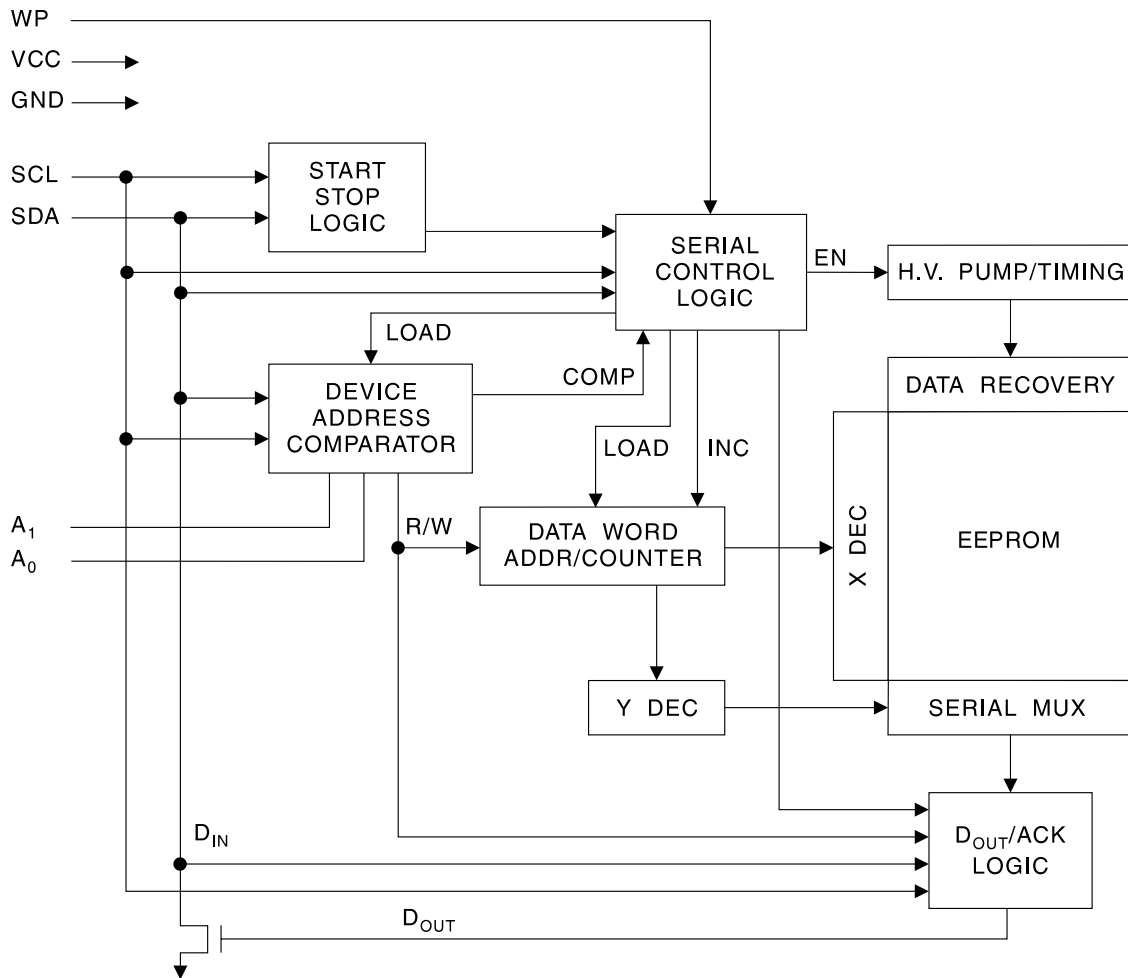 WP
VCC
GND
SCL
SDA
START
STOP
LOGIC
SERIAL
CONTROL
LOGIC
EN
H.V. PUMP/TIMING
LOAD
COMP
DEVICE
ADDRESS
COMPARATOR
DATA RECOVERY
LOAD
INC
A1
A0
R/W
DATA WORD
ADDR/COUNTER
X DEC
EEPROM
Y DEC
SERIAL MUX
DIN
DOUT/ACK
LOGIC
DOUT